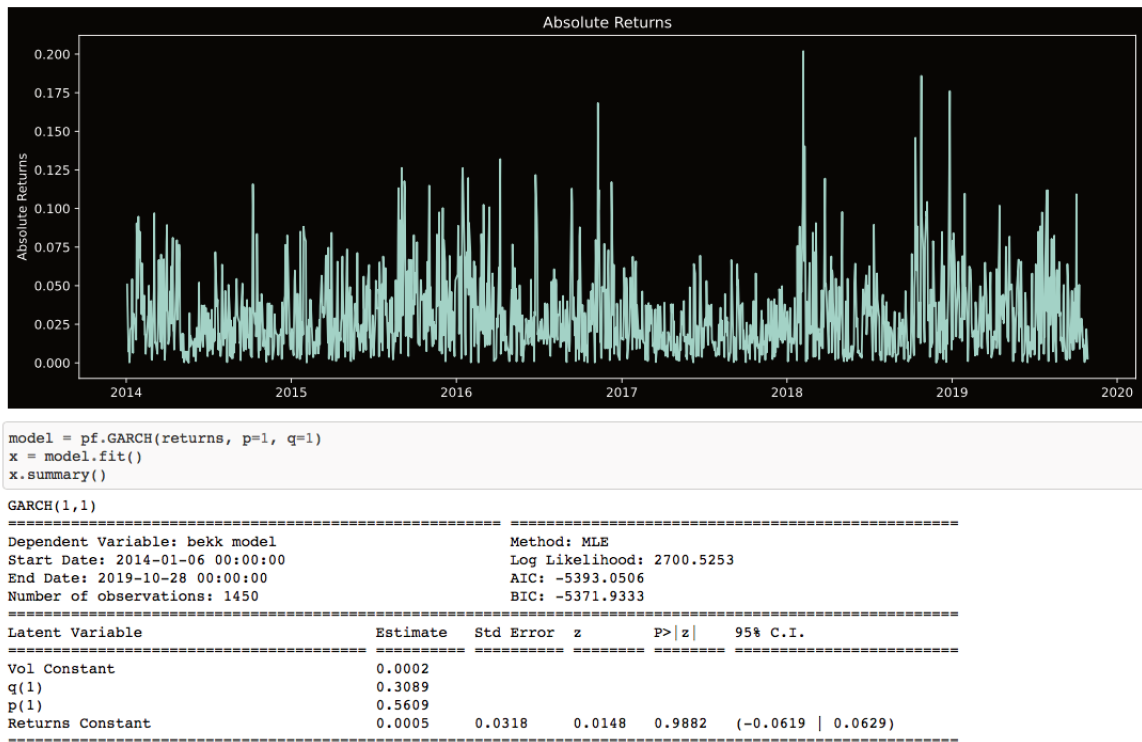 Absolute Returns
0.200
0.175
0.150
0.125
0.100
0.075
0.050
0.025
0.000
Absolute Returns
2014 2015 2016 2017 2018 2019 2020
model = pf.GARCH(returns, p=1, q=1)
x = model.fit()
x.summary()
GARCH(1,1)
======================================================= ==================================================
Dependent Variable: bekk model Method: MLE
Start Date: 2014-01-06 00:00:00 Log Likelihood: 2700.5253
End Date: 2019-10-28 00:00:00 AIC: -5393.0506
Number of observations: 1450 BIC: -5371.9333
==========================================================================================================
Latent Variable Estimate Std Error z P>|z| 95% C.I.
======================================== ========== ========== ======== ======== =========================
Vol Constant 0.0002
q(1) 0.3089
p(1) 0.5609
Returns Constant 0.0005 0.0318 0.0148 0.9882 (-0.0619 | 0.0629)
==========================================================================================================